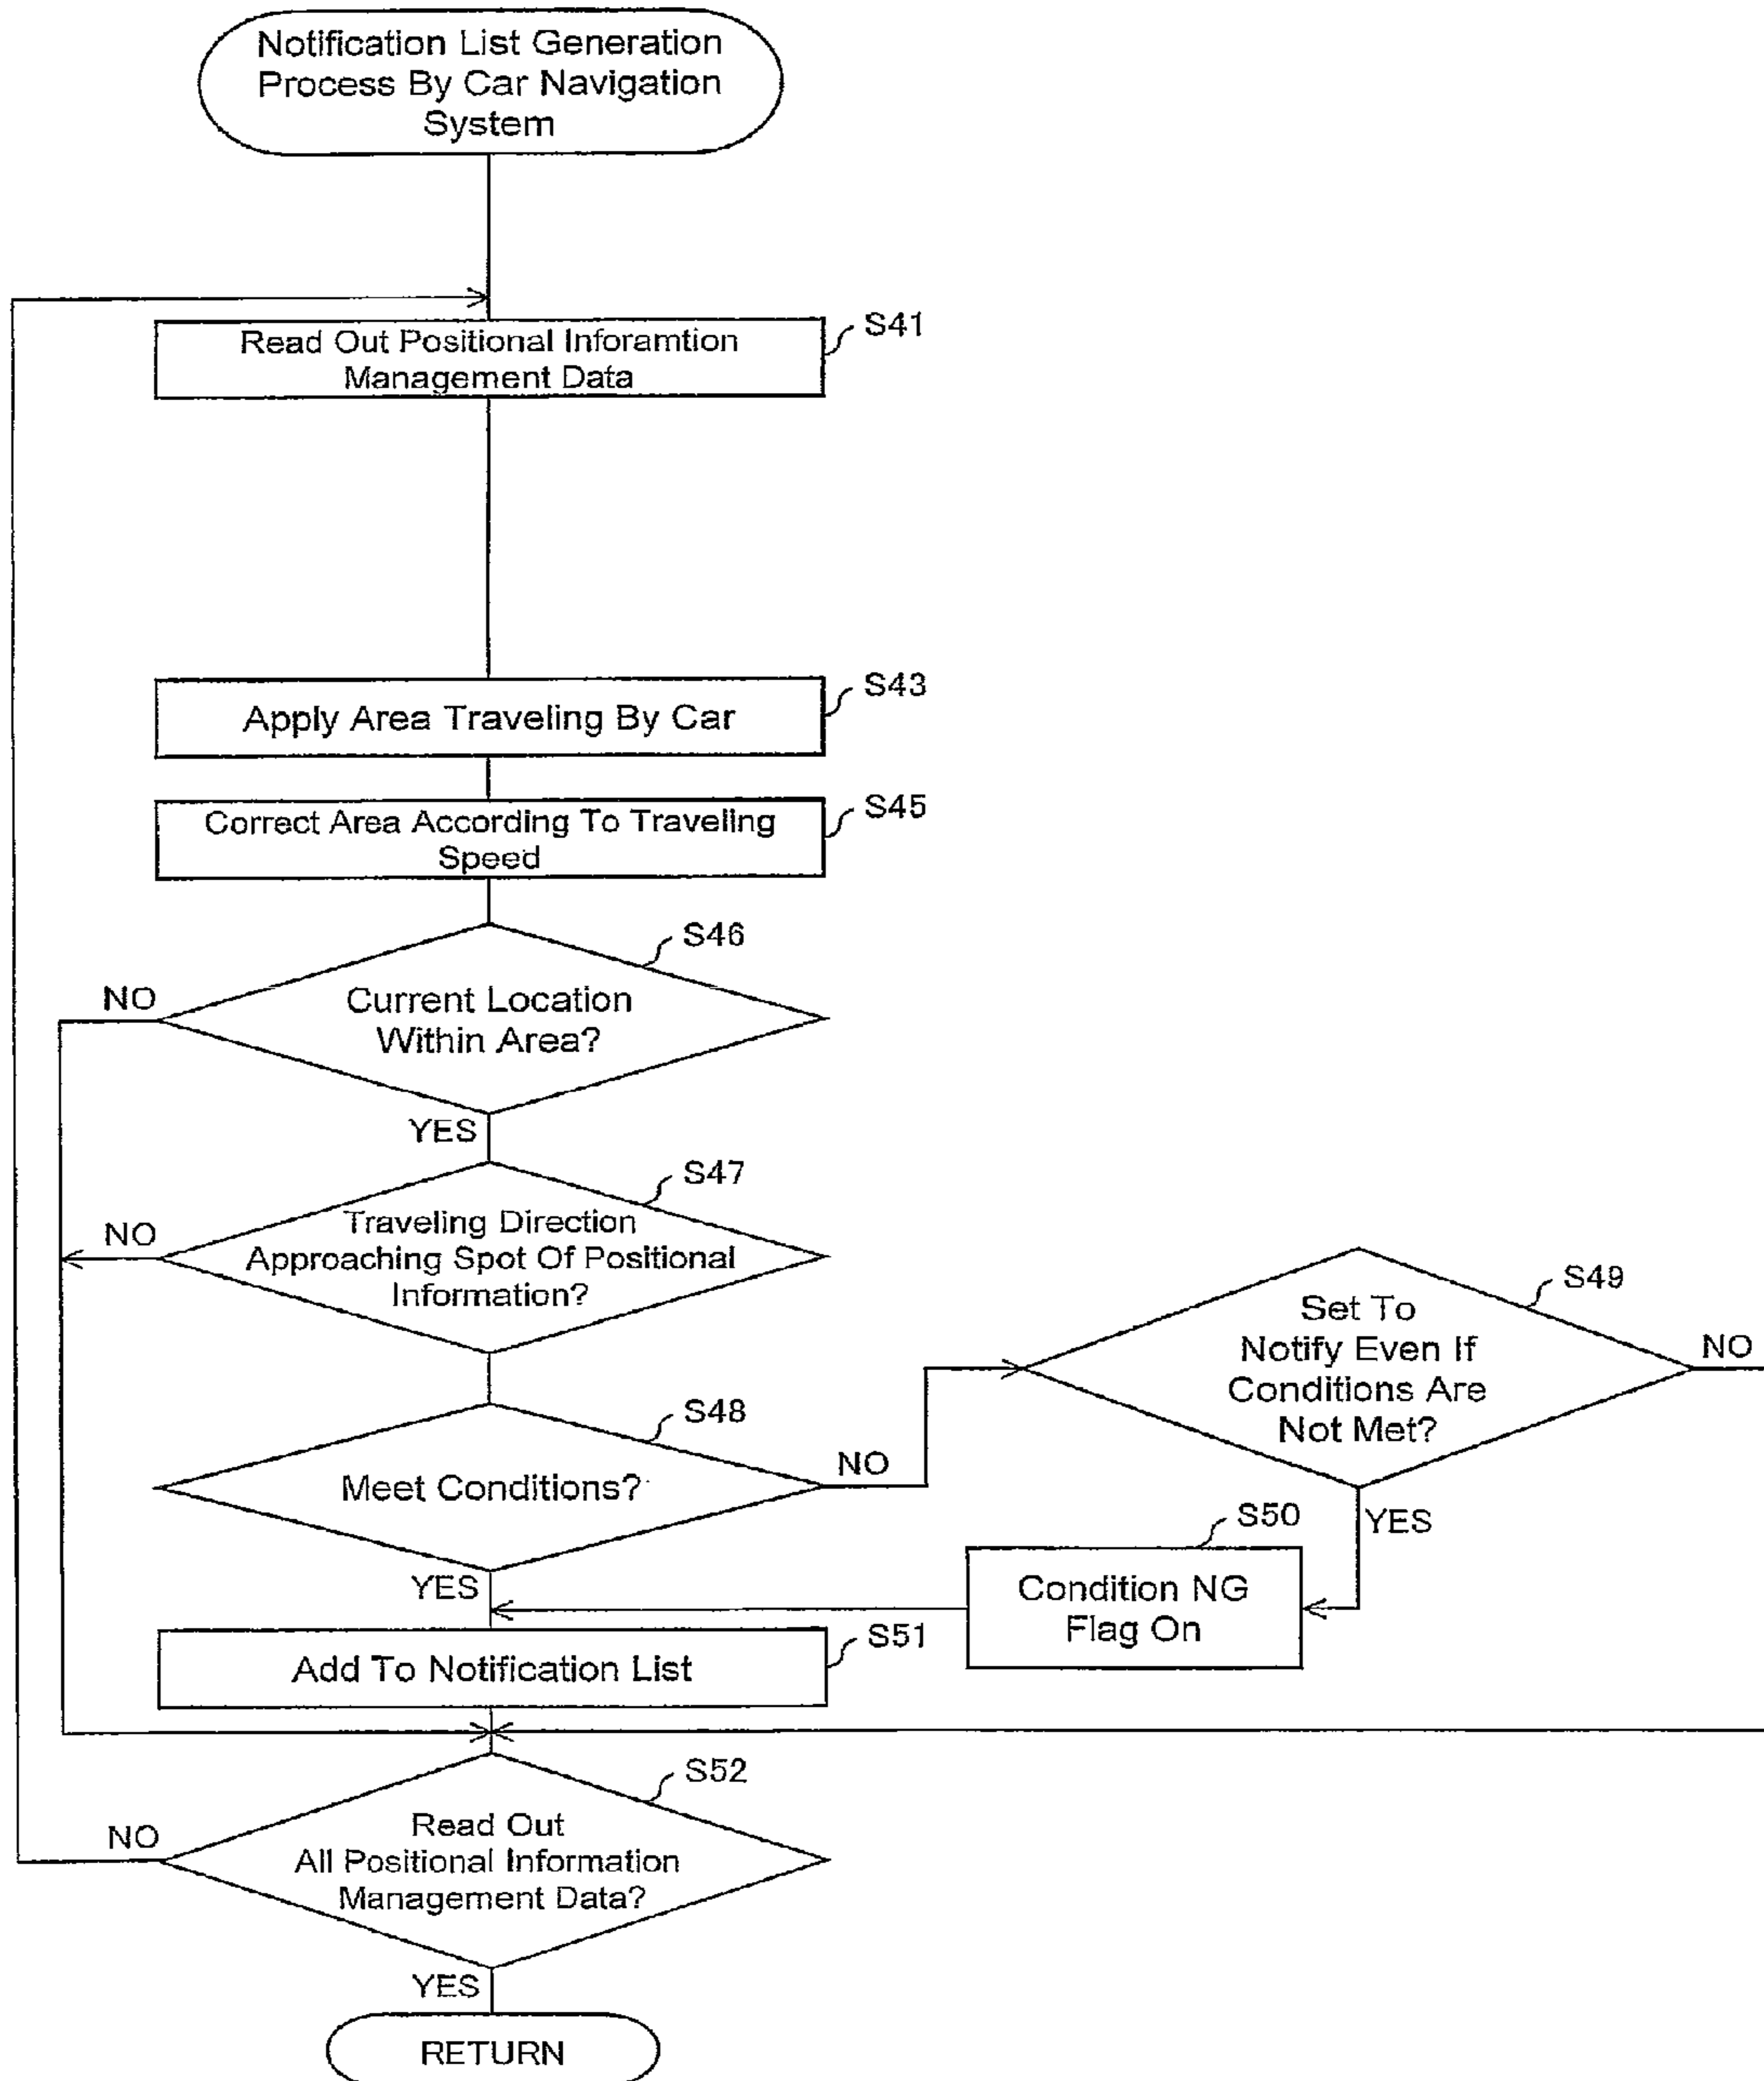 Notification List Generation
Process By Car Navigation
System
Read Out Positional Inforamtion
Management Data
S41
Apply Area Traveling By Car
S43
Correct Area According To Traveling
Speed
S45
Current Location
Within Area?
S46
NO
YES
Traveling Direction
Approaching Spot Of Positional
Information?
S47
NO
Meet Conditions?
S48
NO
YES
Set To
Notify Even If
Conditions Are
Not Met?
S49
NO
YES
Condition NG
Flag On
S50
Add To Notification List
S51
Read Out
All Positional Information
Management Data?
S52
NO
YES
RETURN